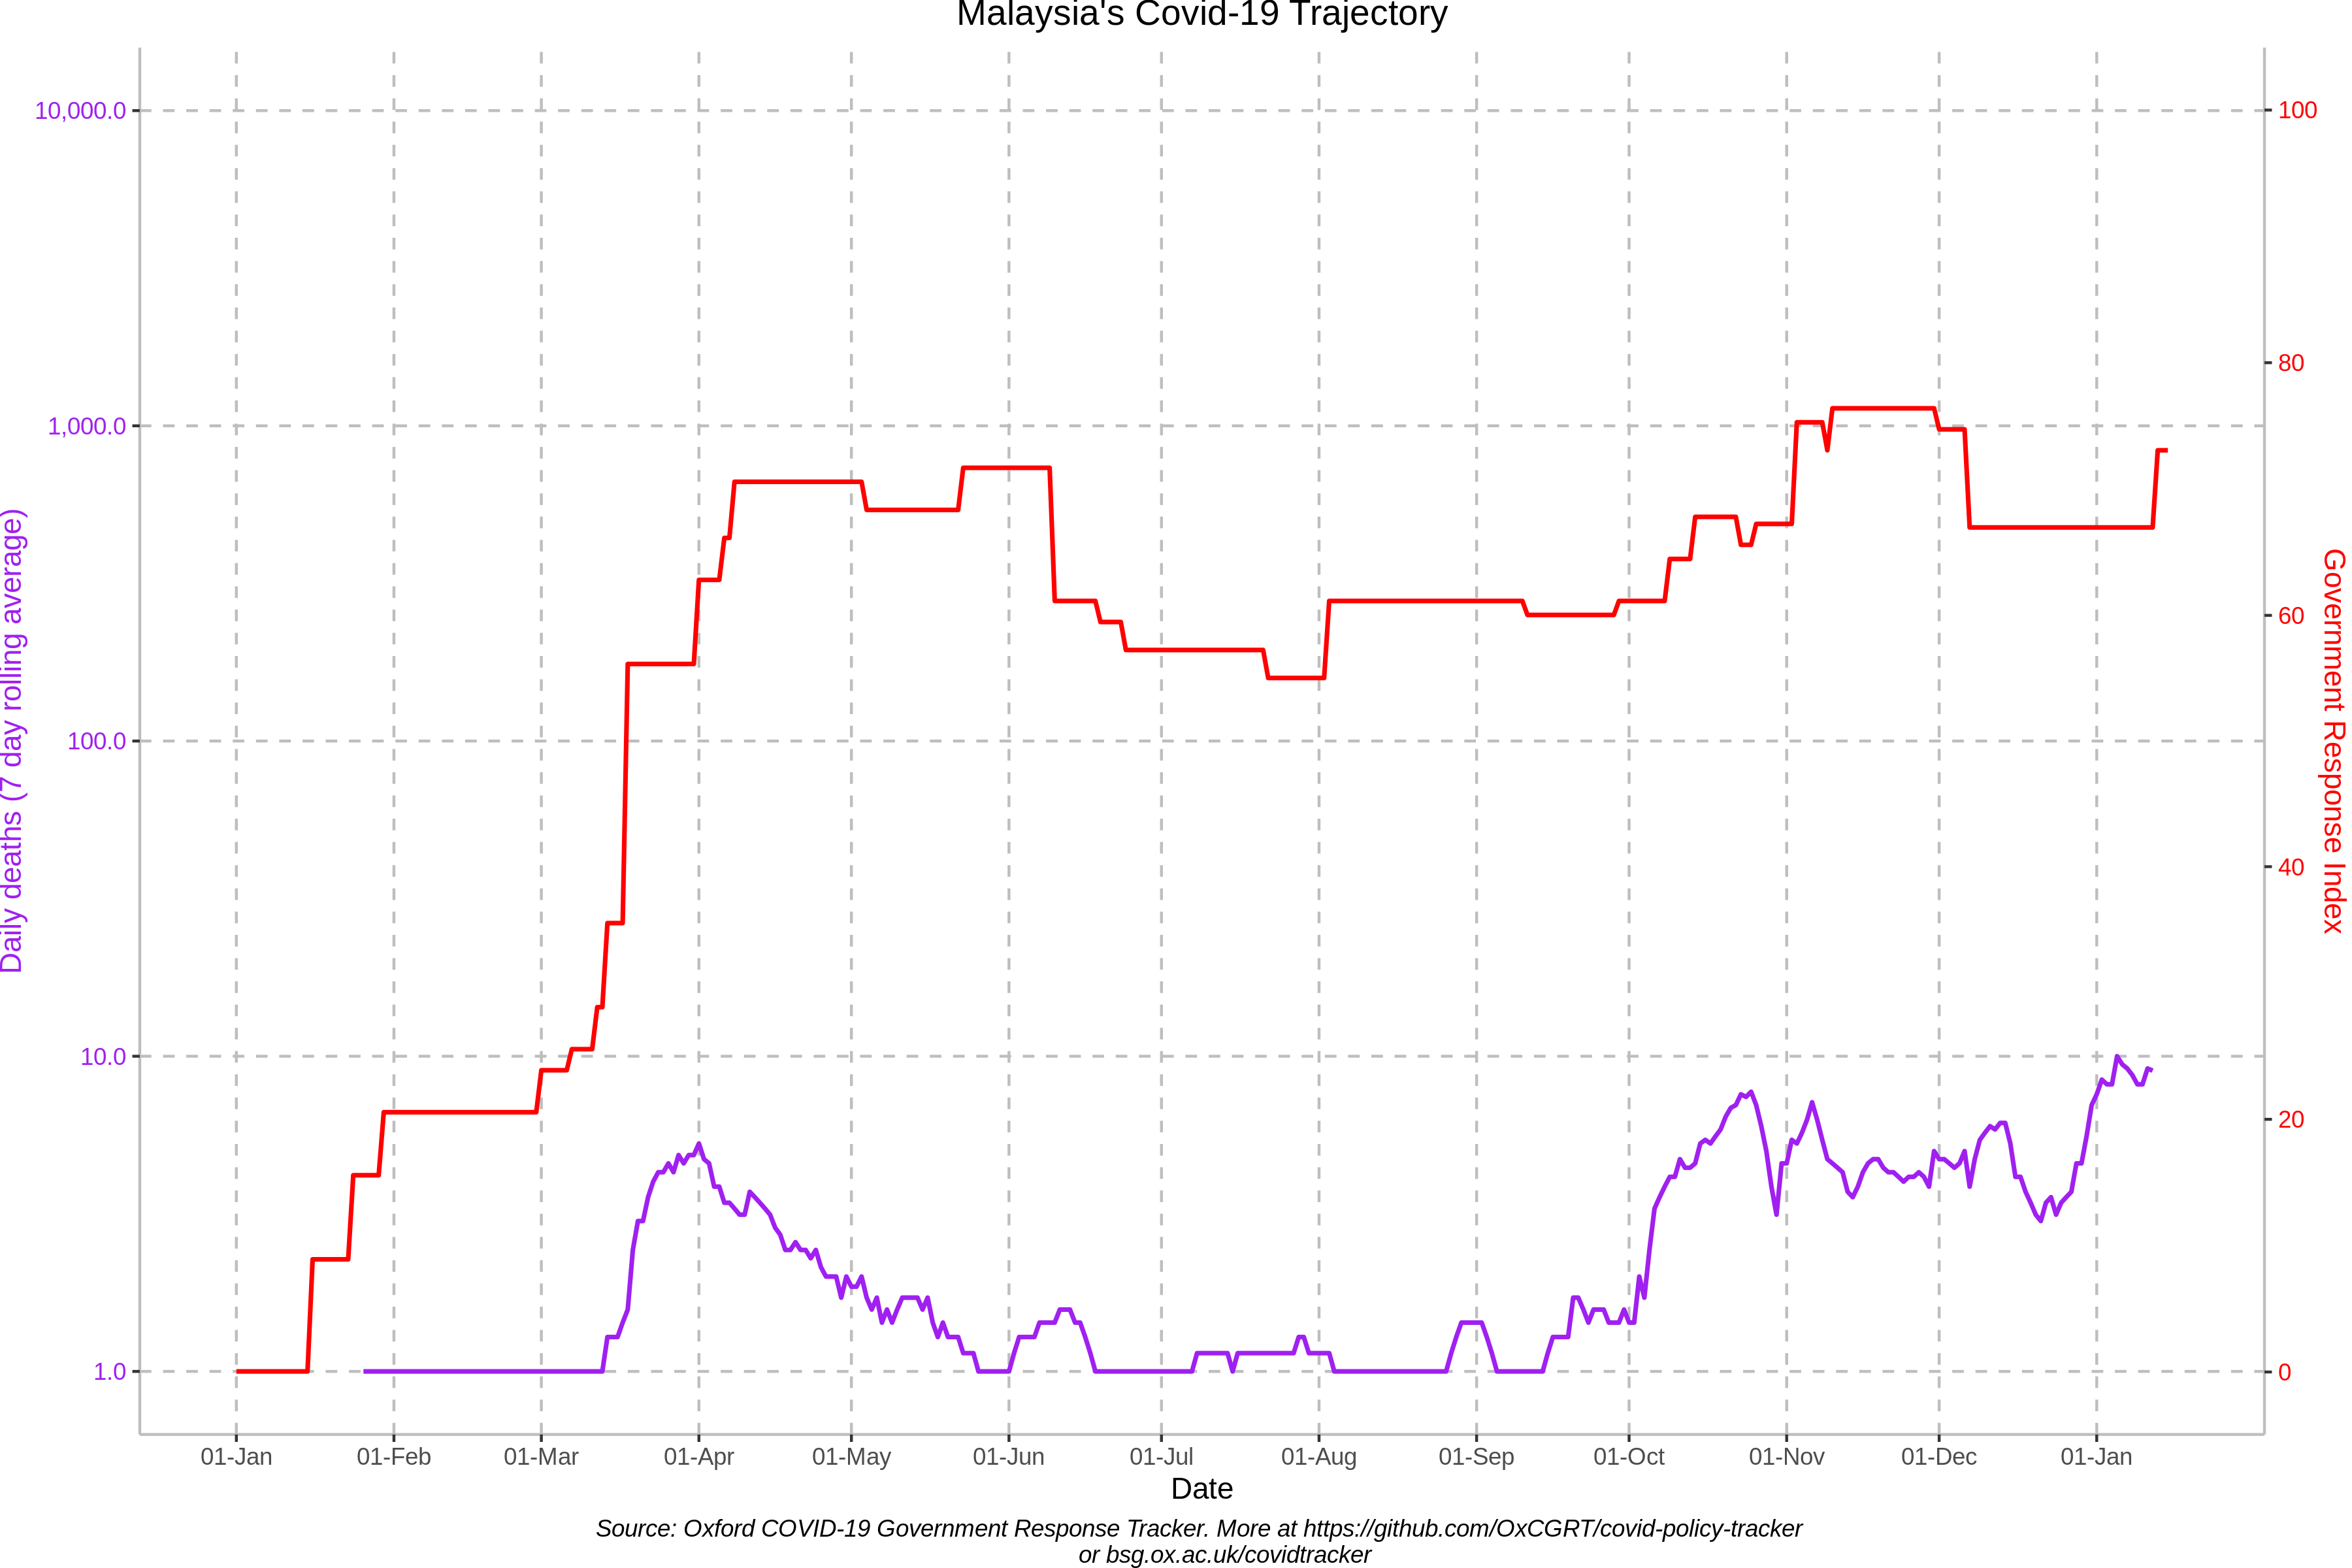 Malaysia's Covid-19 Trajectory
10,000.0
1,000.0
100.0
10.0
1.0
Daily deaths (7 day rolling average)
100
80
60
40
20
0
Government Response Index
01-Jan 01-Feb 01-Mar 01-Apr 01-May 01-Jun 01-Jul 01-Aug 01-Sep 01-Oct 01-Nov 01-Dec 01-Jan
Date
Source: Oxford COVID-19 Government Response Tracker. More at https://github.com/OxCGRT/covid-policy-tracker
or bsg.ox.ac.uk/covidtracker